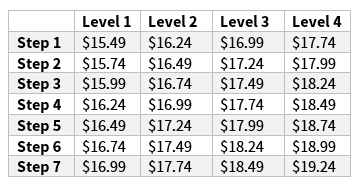 Level 1 Level 2 Level 3 Level 4
Step 1 $15.49 $16.24 $16.99 $17.74
Step 2 $15.74 $16.49 $17.24 $17.99
Step 3 $15.99 $16.74 $17.49 $18.24
Step 4 $16.24 $16.99 $17.74 $18.49
Step 5 $16.49 $17.24 $17.99 $18.74
Step 6 $16.74 $17.49 $18.24 $18.99
Step 7 $16.99 $17.74 $18.49 $19.24